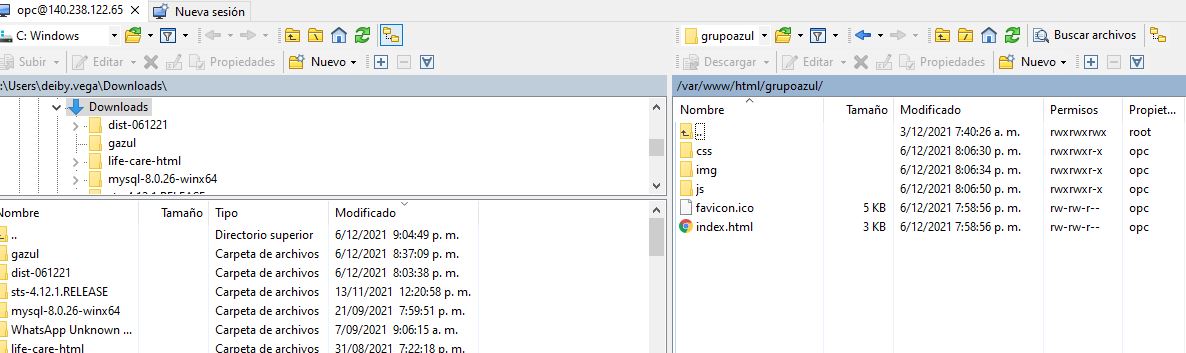 opc@140.238.122.65 Nueva sesión
C: Windows grupoazul Buscar archivos
Subir Editar Propiedades Nuevo Descargar Editar Propiedades Nuevo
:\Users\deiby.vega\Downloads\ /var/www/html/grupoazul/
Downloads
dist-061221
gazul
life-care-html
mysql-8.0.26-winx64
sts-4.12.1.RELEASE
Nombre Tamaño Tipo Modificado
.. Directorio superior 6/12/2021 9:04:49 p. m.
gazul Carpeta de archivos 6/12/2021 8:37:09 p. m.
dist-061221 Carpeta de archivos 6/12/2021 8:03:38 p. m.
sts-4.12.1.RELEASE Carpeta de archivos 13/11/2021 12:20:58 p. m.
mysql-8.0.26-winx64 Carpeta de archivos 21/09/2021 7:59:51 p. m.
WhatsApp Unknown ... Carpeta de archivos 7/09/2021 9:06:15 a. m.
life-care-html Carpeta de archivos 31/08/2021 7:22:18 p. m.
Nombre Tamaño Modificado Permisos Propiet...
.. 3/12/2021 7:40:26 a. m. rwxrwxrwx root
css 6/12/2021 8:06:30 p. m. rwxrwxr-x opc
img 6/12/2021 8:06:34 p. m. rwxrwxr-x opc
js 6/12/2021 8:06:50 p. m. rwxrwxr-x opc
favicon.ico 5 KB 6/12/2021 7:58:56 p. m. rw-rw-r-- opc
index.html 3 KB 6/12/2021 7:58:56 p. m. rw-rw-r-- opc